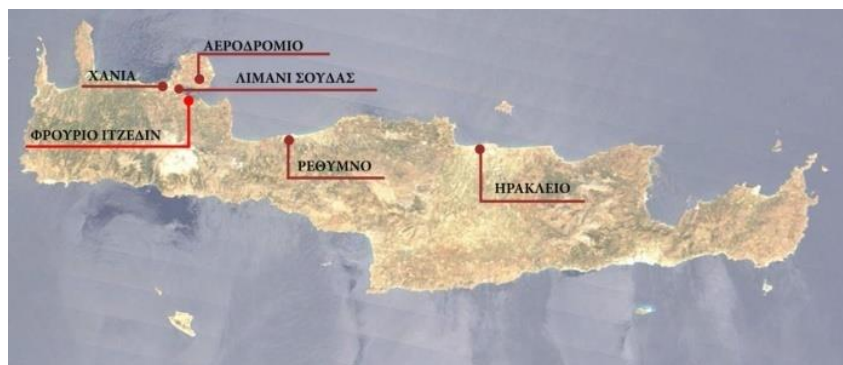 ΑΕΡΟΔΡΟΜΙΟ
ΧΑΝΙΑ
ΛΙΜΑΝΙ ΣΟΥΔΑΣ
ΦΡΟΥΡΙΟ ΙΤΖΕΔΙΝ
ΡΕΘΥΜΝΟ
ΗΡΑΚΛΕΙΟ